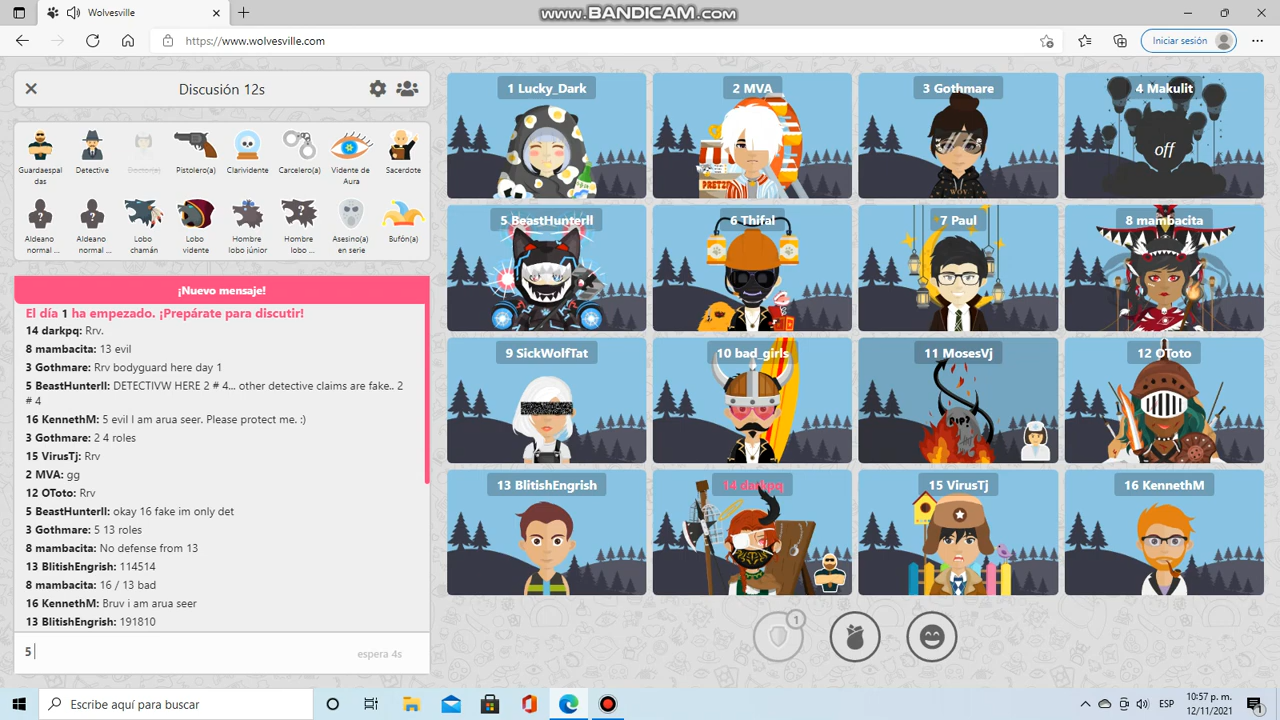 Wolvesville
www.BANDICAM.com
https://www.wolvesville.com
Iniciar sesión
Discusión 12s
Guardaespal das
Detective
Pistolero(a)
Clarividente
Carcelero(a)
Vidente de Aura
Sacerdote
Aldeano normal ...
Aldeano normal ...
Lobo chamán
Lobo vidente
Hombre lobo júnior
Hombre lobo ...
Asesino(a) en serie
Bufón(a)
¡Nuevo mensaje!
El día 1 ha empezado. ¡Prepárate para discutir!
14 darkpq: Rrv.
8 mambacita: 13 evil
3 Gothmare: Rrv bodyguard here day 1
5 BeastHunterII: DETECTIVW HERE 2 # 4... other detective claims are fake.. 2
# 4
16 KennethM: 5 evil I am arua seer. Please protect me. :)
3 Gothmare: 2 4 roles
15 VirusTj: Rrv
2 MVA: gg
12 OToto: Rrv
5 BeastHunterII: okay 16 fake im only det
3 Gothmare: 5 13 roles
8 mambacita: No defense from 13
13 BlitishEngrish: 114514
8 mambacita: 16 / 13 bad
16 KennethM: Bruv i am arua seer
13 BlitishEngrish: 191810
5
espera 4s
1 Lucky_Dark
2 MVA
3 Gothmare
4 Makulit
PRETZ
WOV
off
5 BeastHunterII
6 Thifal
7 Paul
8 mambacita
9 SickWolfTat
10 bad_girls
11 MosesVj
12 OToto
13 BlitishEngrish
14 darkpq
15 VirusTj
16 KennethM
1
Escribe aquí para buscar
ESP
10:57 p. m.
12/11/2021
1